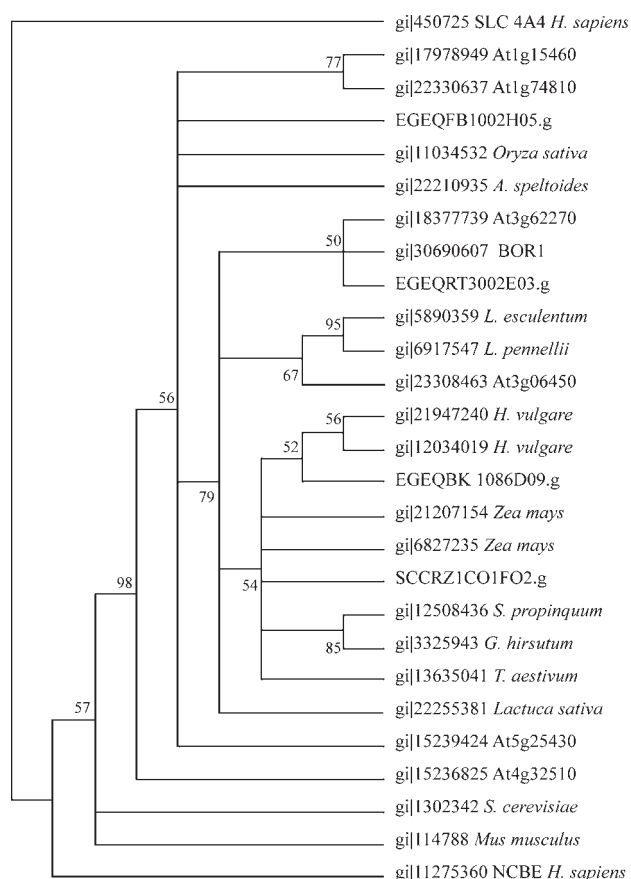 gi|450725 SLC 4A4 H. sapiens
77
gi|17978949 At1g15460
gi|22330637 At1g74810
EGEQFB1002H05.g
gi|11034532 Oryza sativa
gi|22210935 A. speltoides
gi|18377739 At3g62270
50
gi|30690607 BOR1
EGEQRT3002E03.g
gi|5890359 L. esculentum
95
gi|6917547 L. pennellii
67
gi|23308463 At3g06450
56
gi|21947240 H. vulgare
56
52
gi|12034019 H. vulgare
EGEQBK 1086D09.g
79
gi|21207154 Zea mays
gi|6827235 Zea mays
98
54
SCCRZ1CO1FO2.g
gi|12508436 S. propinquum
85
gi|3325943 G. hirsutum
gi|13635041 T. aestivum
57
gi|22255381 Lactuca sativa
gi|15239424 At5g25430
gi|15236825 At4g32510
gi|1302342 S. cerevisiae
gi|114788 Mus musculus
gi|11275360 NCBE H. sapiens